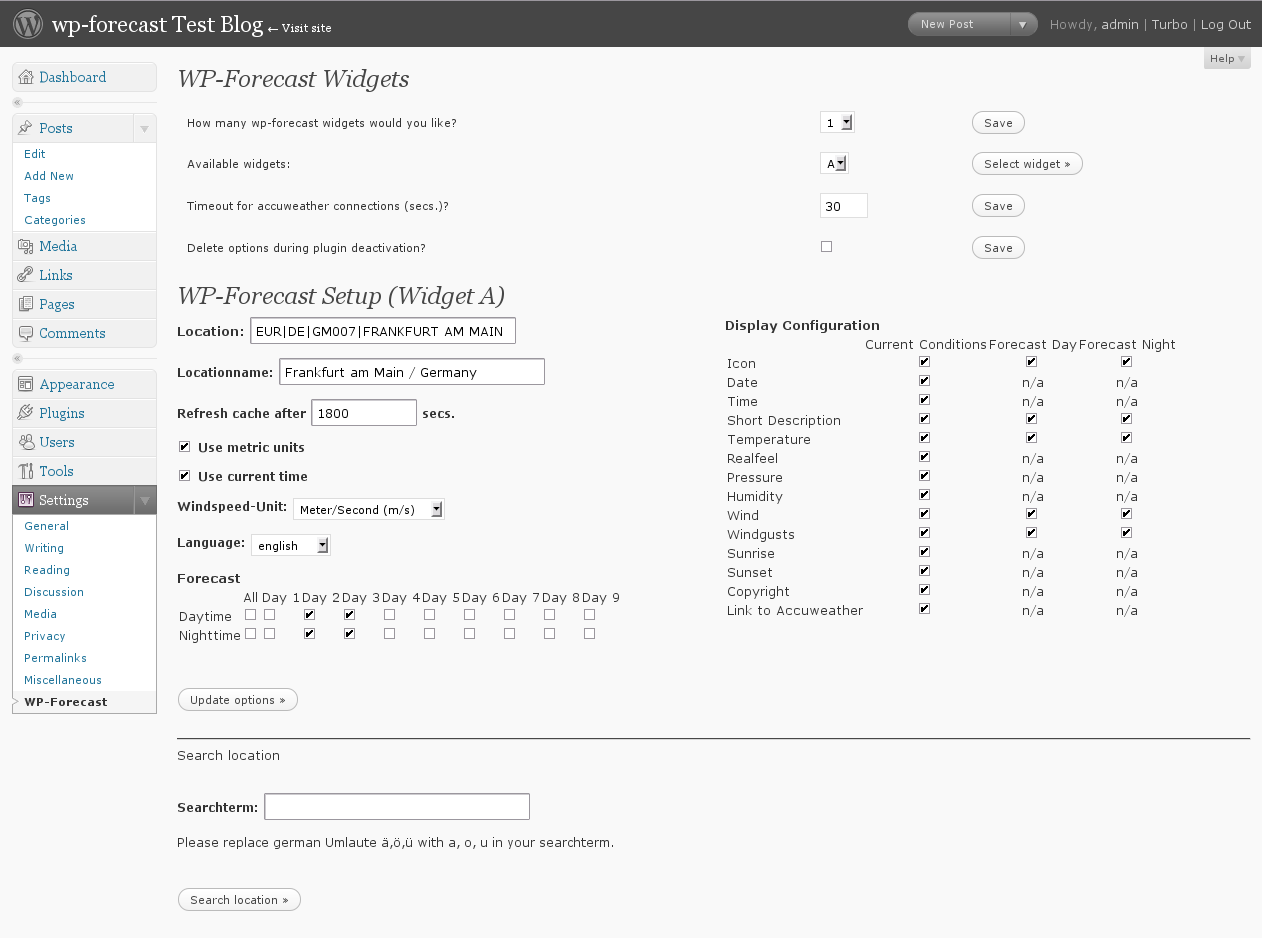 wp-forecast Test Blog ← Visit site
New Post
Howdy, admin | Turbo | Log Out
Help
Dashboard
Posts
Edit
Add New
Tags
Categories
Media
Links
Pages
Comments
Appearance
Plugins
Users
Tools
Settings
General
Writing
Reading
Discussion
Media
Privacy
Permalinks
Miscellaneous
WP-Forecast
WP-Forecast Widgets
How many wp-forecast widgets would you like? 1 Save
Available widgets: A Select widget »
Timeout for accuweather connections (secs.)? 30 Save
Delete options during plugin deactivation? Save
WP-Forecast Setup (Widget A)
Location: EUR|DE|GM007|FRANKFURT AM MAIN
Locationname: Frankfurt am Main / Germany
Refresh cache after 1800 secs.
Use metric units
Use current time
Windspeed-Unit: Meter/Second (m/s)
Language: english
Forecast
All Day 1 Day 2 Day 3 Day 4 Day 5 Day 6 Day 7 Day 8 Day 9
Daytime
Nighttime
Update options »
Display Configuration
Current Conditions Forecast Day Forecast Night
Icon
Date n/a n/a
Time n/a n/a
Short Description
Temperature
Realfeel n/a n/a
Pressure n/a n/a
Humidity n/a n/a
Wind
Windgusts
Sunrise n/a n/a
Sunset n/a n/a
Copyright n/a n/a
Link to Accuweather n/a n/a
Search location
Searchterm:
Please replace german Umlaute ä,ö,ü with a, o, u in your searchterm.
Search location »